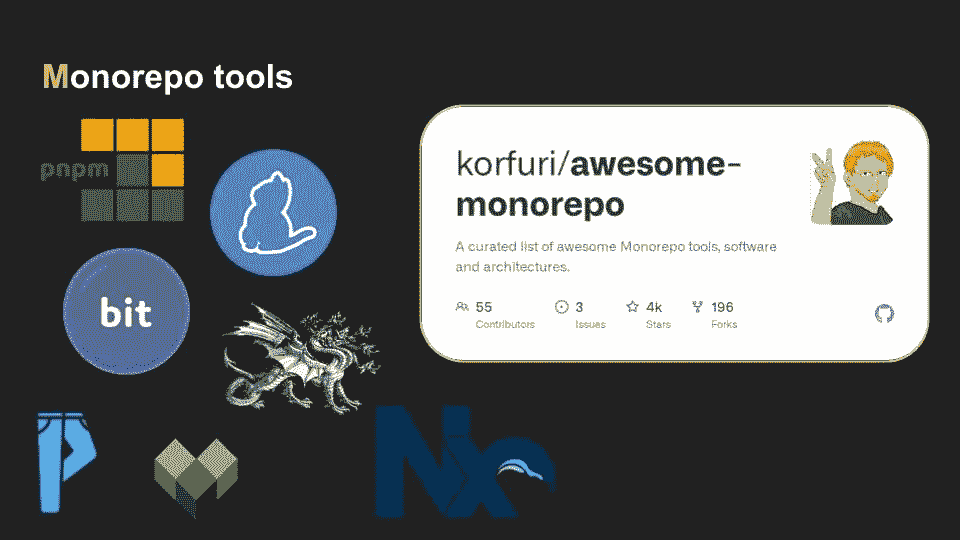 Monorepo tools
pnpm
bit
Nx
korfuri/awesome-
monorepo
A curated list of awesome Monorepo tools, software
and architectures.
55
Contributors
3
Issues
4k
Stars
196
Forks